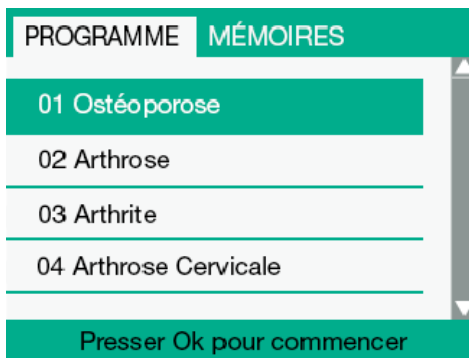 PROGRAMME MÉMOIRES
01 Ostéoporose
02 Arthrose
03 Arthrite
04 Arthrose Cervicale
Presser Ok pour commencer